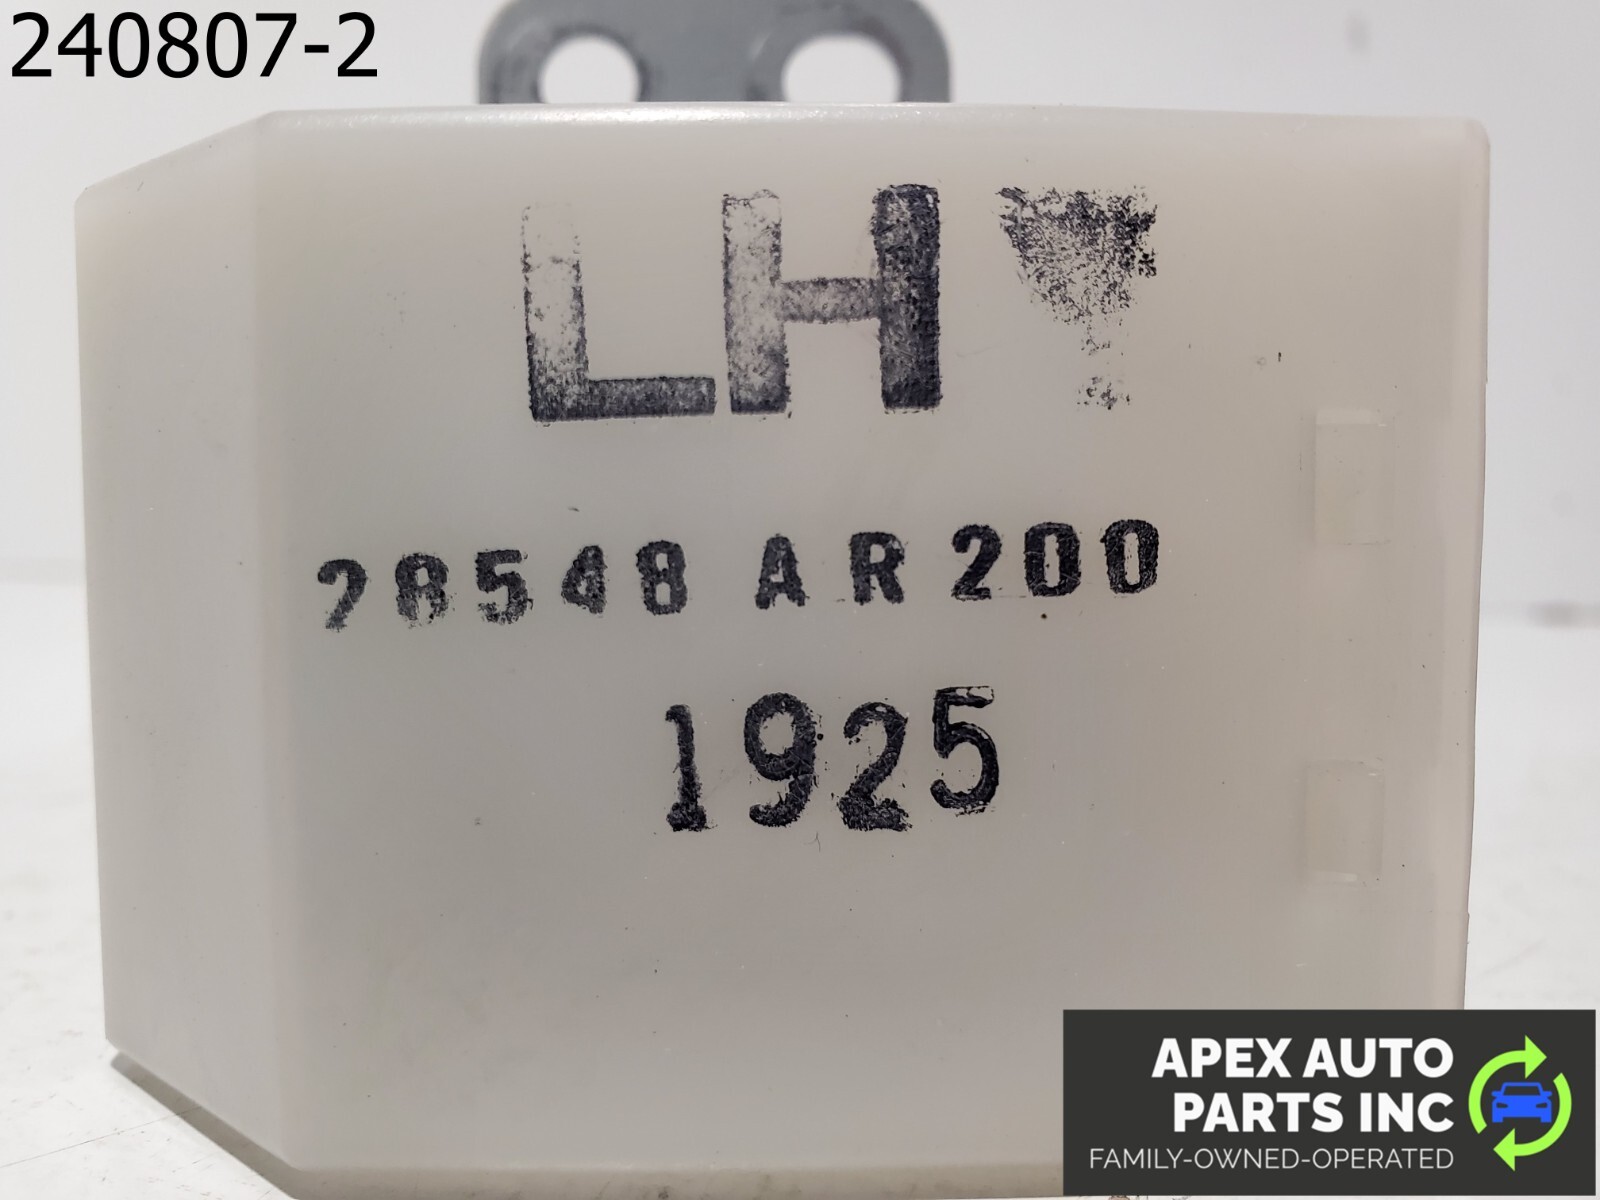 240807-2
LH
28548 AR200
1925
APEX AUTO
PARTS INC
FAMILY-OWNED-OPERATED